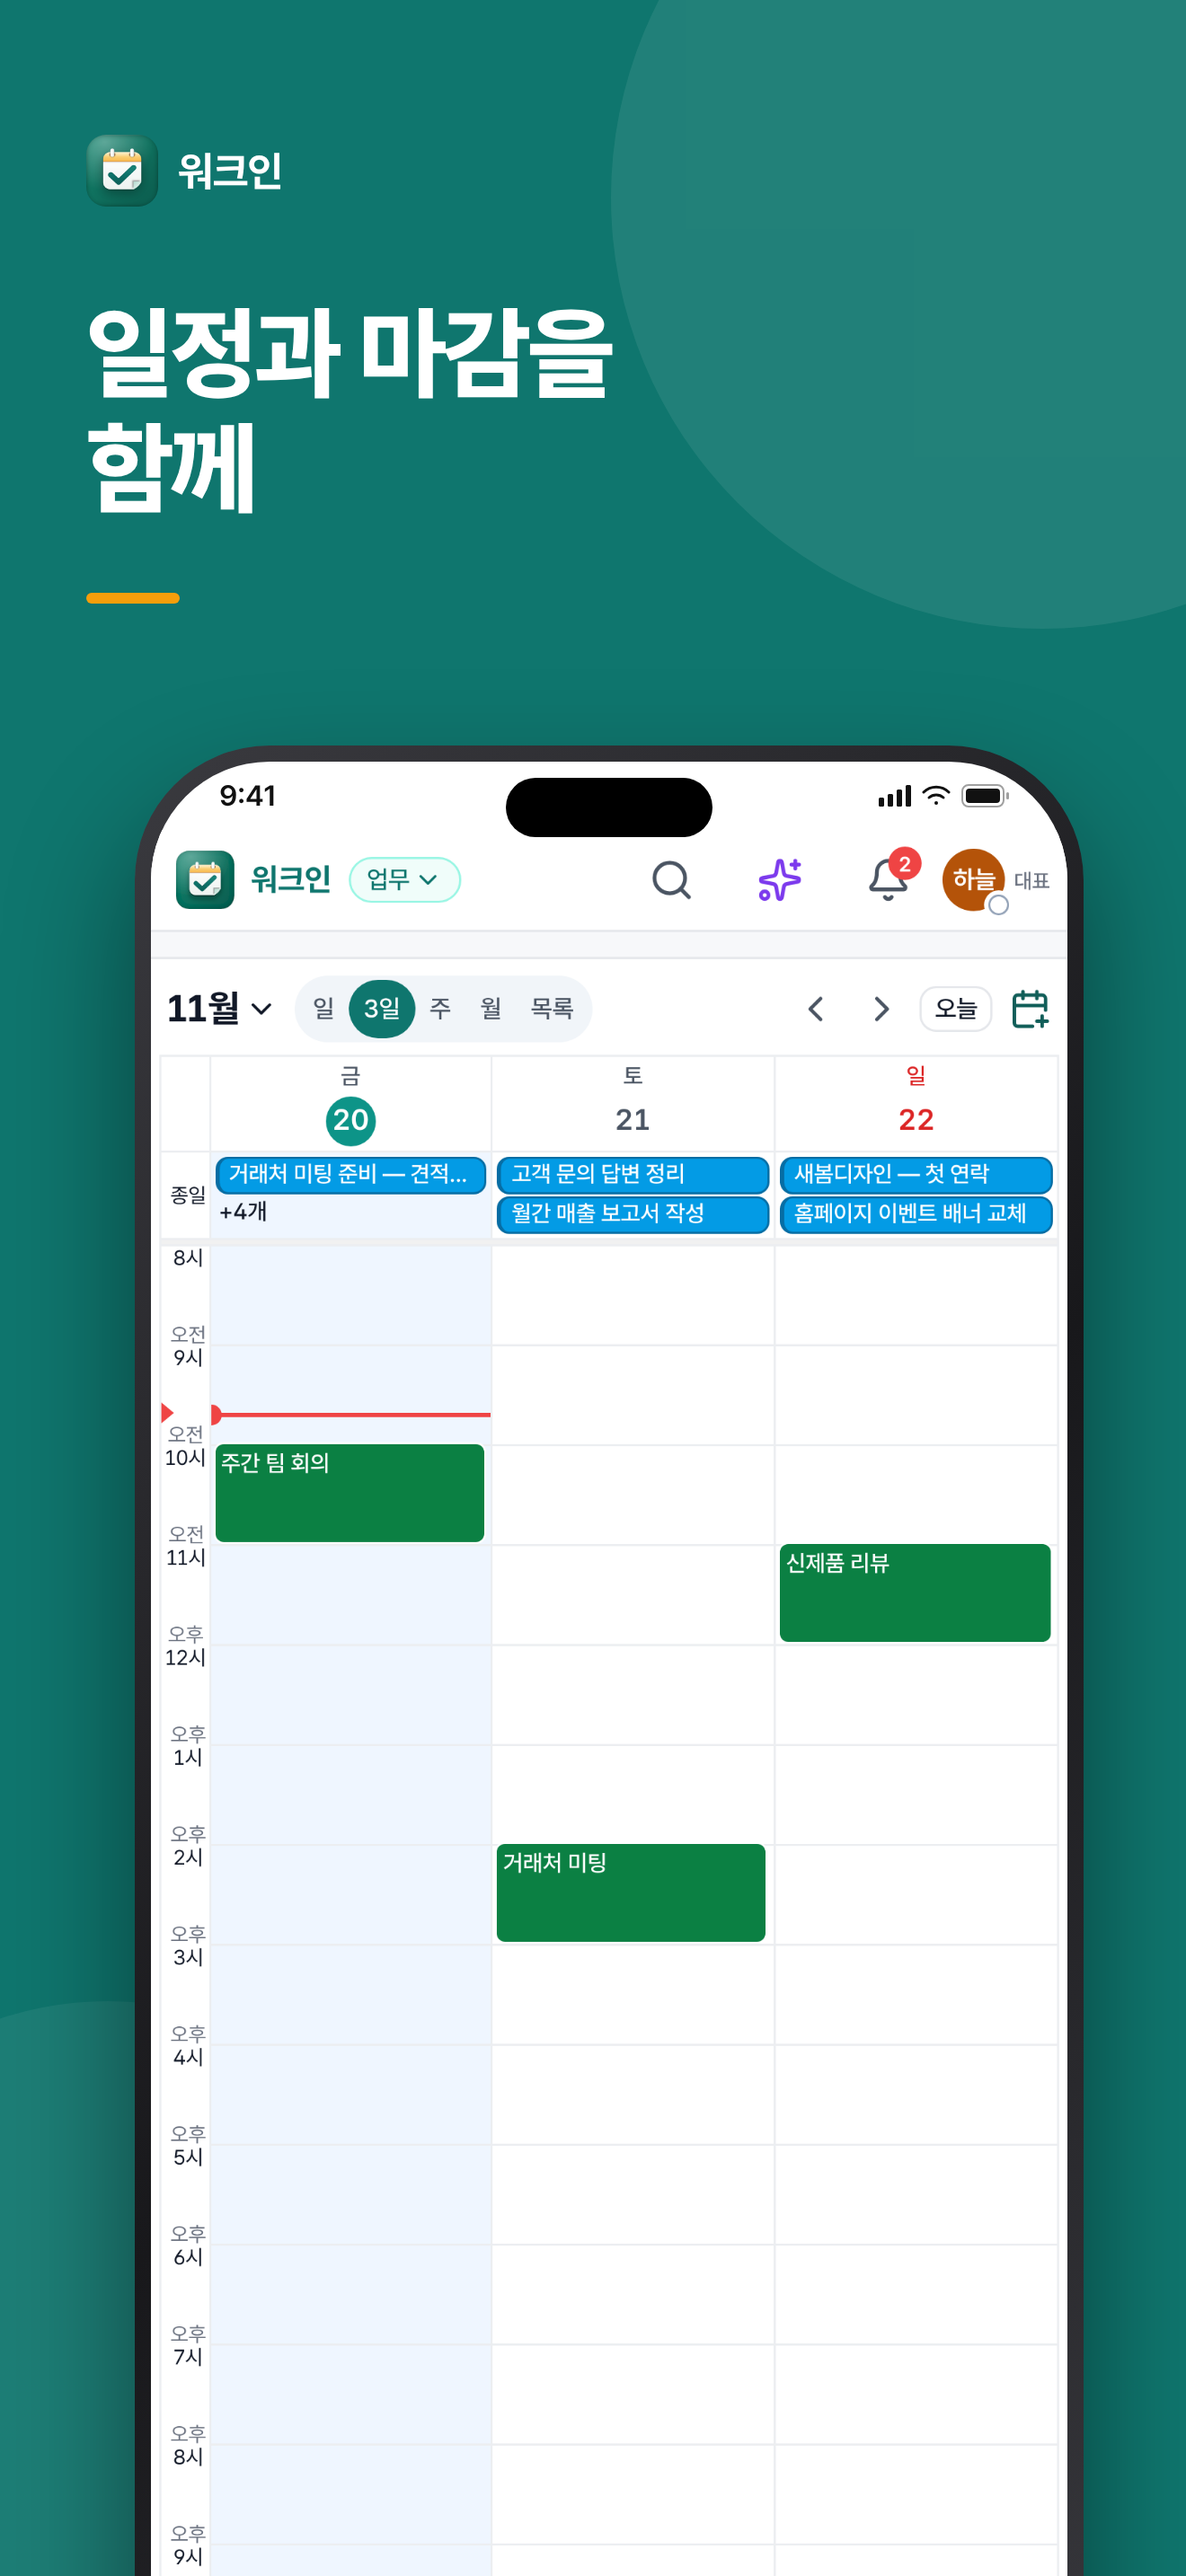 워크인
일정과 마감을
함께
9:41
워크인 업무 2 하늘 대표
11월 일 3일 주 월 목록 오늘
금 토 일
20 21 22
종일
거래처 미팅 준비 — 견적... 고객 문의 답변 정리 새봄디자인 — 첫 연락
+4개 월간 매출 보고서 작성 홈페이지 이벤트 배너 교체
8시
오전
9시
오전
10시
주간 팀 회의
오전
11시
신제품 리뷰
오후
12시
오후
1시
오후
2시
거래처 미팅
오후
3시
오후
4시
오후
5시
오후
6시
오후
7시
오후
8시
오후
9시